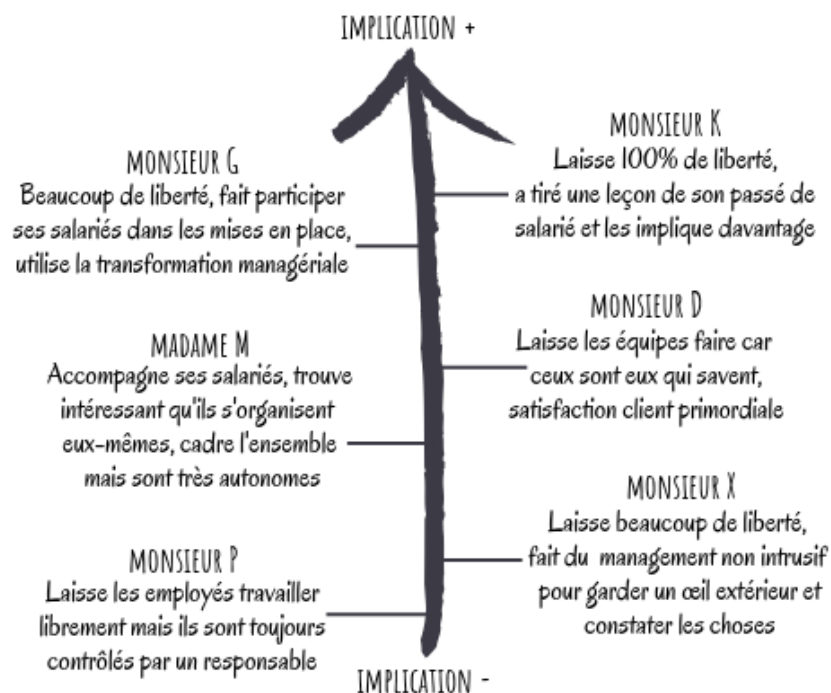 IMPLICATION +
MONSIEUR K
Laisse 100% de liberté,
a tiré une leçon de son passé de
salarié et les implique davantage
MONSIEUR G
Beaucoup de liberté, fait participer
ses salariés dans les mises en place,
utilise la transformation managériale
MONSIEUR D
Laisse les équipes faire car
ceux sont eux qui savent,
satisfaction client primordiale
MADAME M
Accompagne ses salariés, trouve
intéressant qu'ils s'organisent
eux-mêmes, cadre l'ensemble
mais sont très autonomes
MONSIEUR X
Laisse beaucoup de liberté,
fait du management non intrusif
pour garder un œil extérieur et
constater les choses
MONSIEUR P
Laisse les employés travailler
librement mais ils sont toujours
contrôlés par un responsable
IMPLICATION -